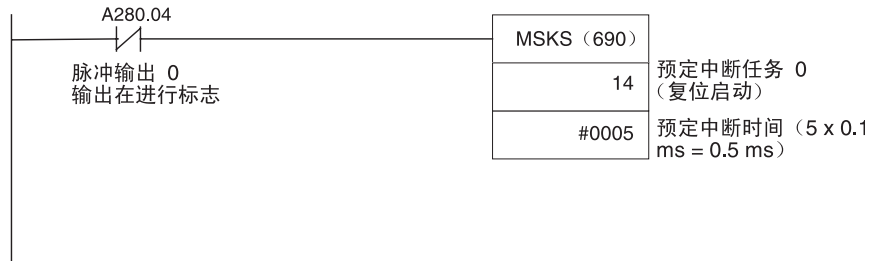 A280.04
MSKS（690）
脉冲输出 0
输出在进行标志
14
预定中断任务 0
（复位启动）
#0005
预定中断时间（5 x 0.1
ms = 0.5 ms）